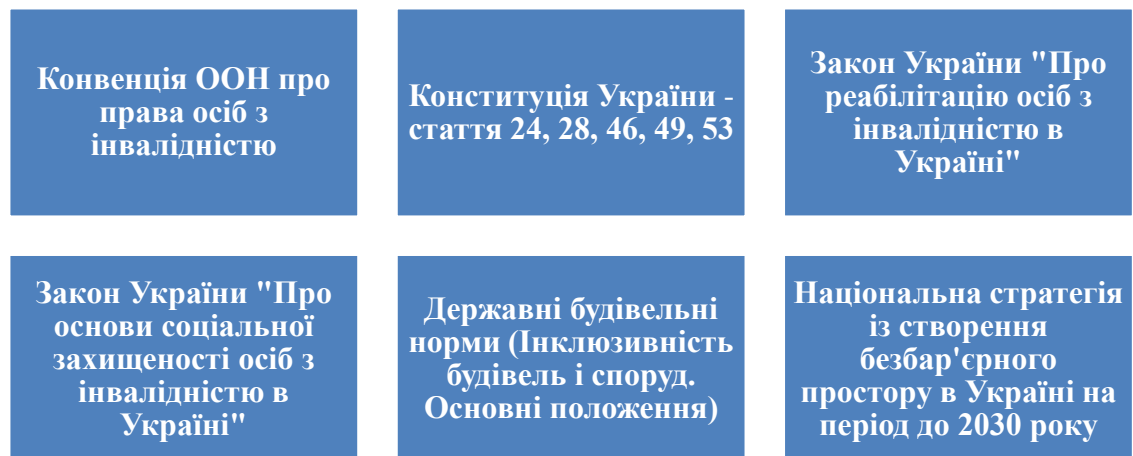 Конвенція ООН про
права осіб з
інвалідністю
Конституція України -
стаття 24, 28, 46, 49, 53
Закон України "Про
реабілітацію осіб з
інвалідністю в
Україні"
Закон України "Про
основи соціальної
захищеності осіб з
інвалідністю в
Україні"
Державні будівельні
норми (Інклюзивність
будівель і споруд.
Основні положення)
Національна стратегія
із створення
безбар'єрного
простору в Україні на
період до 2030 року